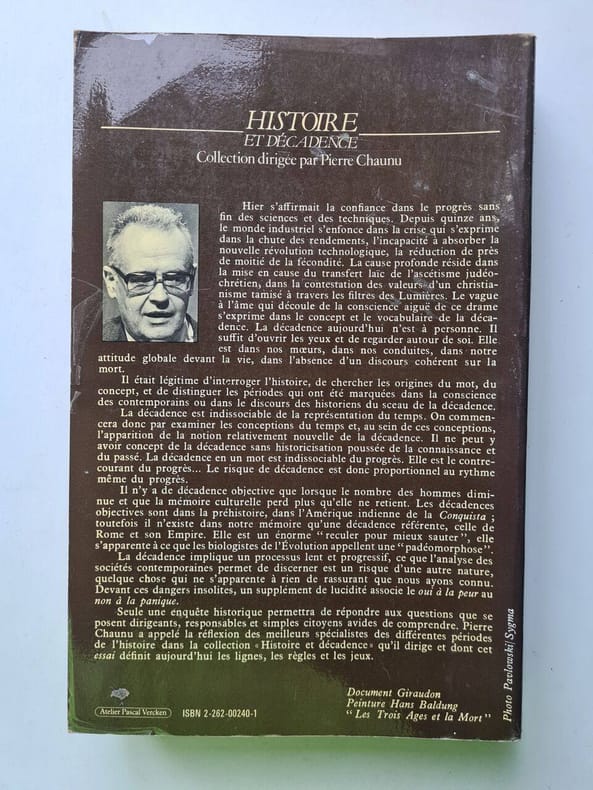 HISTOIRE
ET DÉCADENCE
Collection dirigée par Pierre Chaunu
Hier s'affirmait la confiance dans le progrès sans
fin des sciences et des techniques. Depuis quinze ans,
le monde industriel s'enfonce dans la crise qui s'exprime
dans la chute des rendements, l'incapacité à absorber la
nouvelle révolution technologique, la réduction de près
de moitié de la fécondité. La cause profonde réside dans
la mise en cause du transfert laïc de l'ascétisme judéo-
chrétien, dans la contestation des valeurs d'un christia-
nisme tamisé à travers les filtres des Lumières. Le vague
à l'âme qui découle de la conscience aiguë de ce drame
s'exprime dans le concept et le vocabulaire de la déca-
dence. La décadence aujourd'hui n'est à personne. Il
suffit d'ouvrir les yeux et de regarder autour de soi. Elle
est dans nos mœurs, dans nos conduites, dans notre
attitude globale devant la vie, dans l'absence d'un discours cohérent sur la
mort.
Il était légitime d'interroger l'histoire, de chercher les origines du mot, du
concept, et de distinguer les périodes qui ont été marquées dans la conscience
des contemporains ou dans le discours des historiens du sceau de la décadence.
La décadence est indissociable de la représentation du temps. On commen-
cera donc par examiner les conceptions du temps et, au sein de ces conceptions,
l'apparition de la notion relativement nouvelle de la décadence. Il ne peut y
avoir concept de la décadence sans historicisation poussée de la connaissance et
du passé. La décadence en un mot est indissociable du progrès. Elle est le contre-
courant du progrès... Le risque de décadence est donc proportionnel au rythme
même du progrès.
Il n'y a de décadence objective que lorsque le nombre des hommes dimi-
nue et que la mémoire culturelle perd plus qu'elle ne retient. Les décadences
objectives sont dans la préhistoire, dans l'Amérique indienne de la Conquista ;
toutefois il n'existe dans notre mémoire qu'une décadence référente, celle de
Rome et son Empire. Elle est un énorme "reculer pour mieux sauter", elle
s'apparente à ce que les biologistes de l'Évolution appellent une "padéomorphose".
La décadence implique un processus lent et progressif, ce que l'analyse des
sociétés contemporaines permet de discerner est un risque d'une autre nature,
quelque chose qui ne s'apparente à rien de rassurant que nous ayons connu.
Devant ces dangers insolites, un supplément de lucidité associe le oui à la peur au
non à la panique.
Seule une enquête historique permettra de répondre aux questions que se
posent dirigeants, responsables et simples citoyens avides de comprendre. Pierre
Chaunu a appelé la réflexion des meilleurs spécialistes des différentes périodes
de l'histoire dans la collection «Histoire et décadence» qu'il dirige et dont cet
essai définit aujourd'hui les lignes, les règles et les jeux.
Photo Pavlowski/Sygma
Document Giraudon
Peinture Hans Baldung
"Les Trois Ages et la Mort"
Atelier Pascal Vercken
ISBN 2-262-00240-1